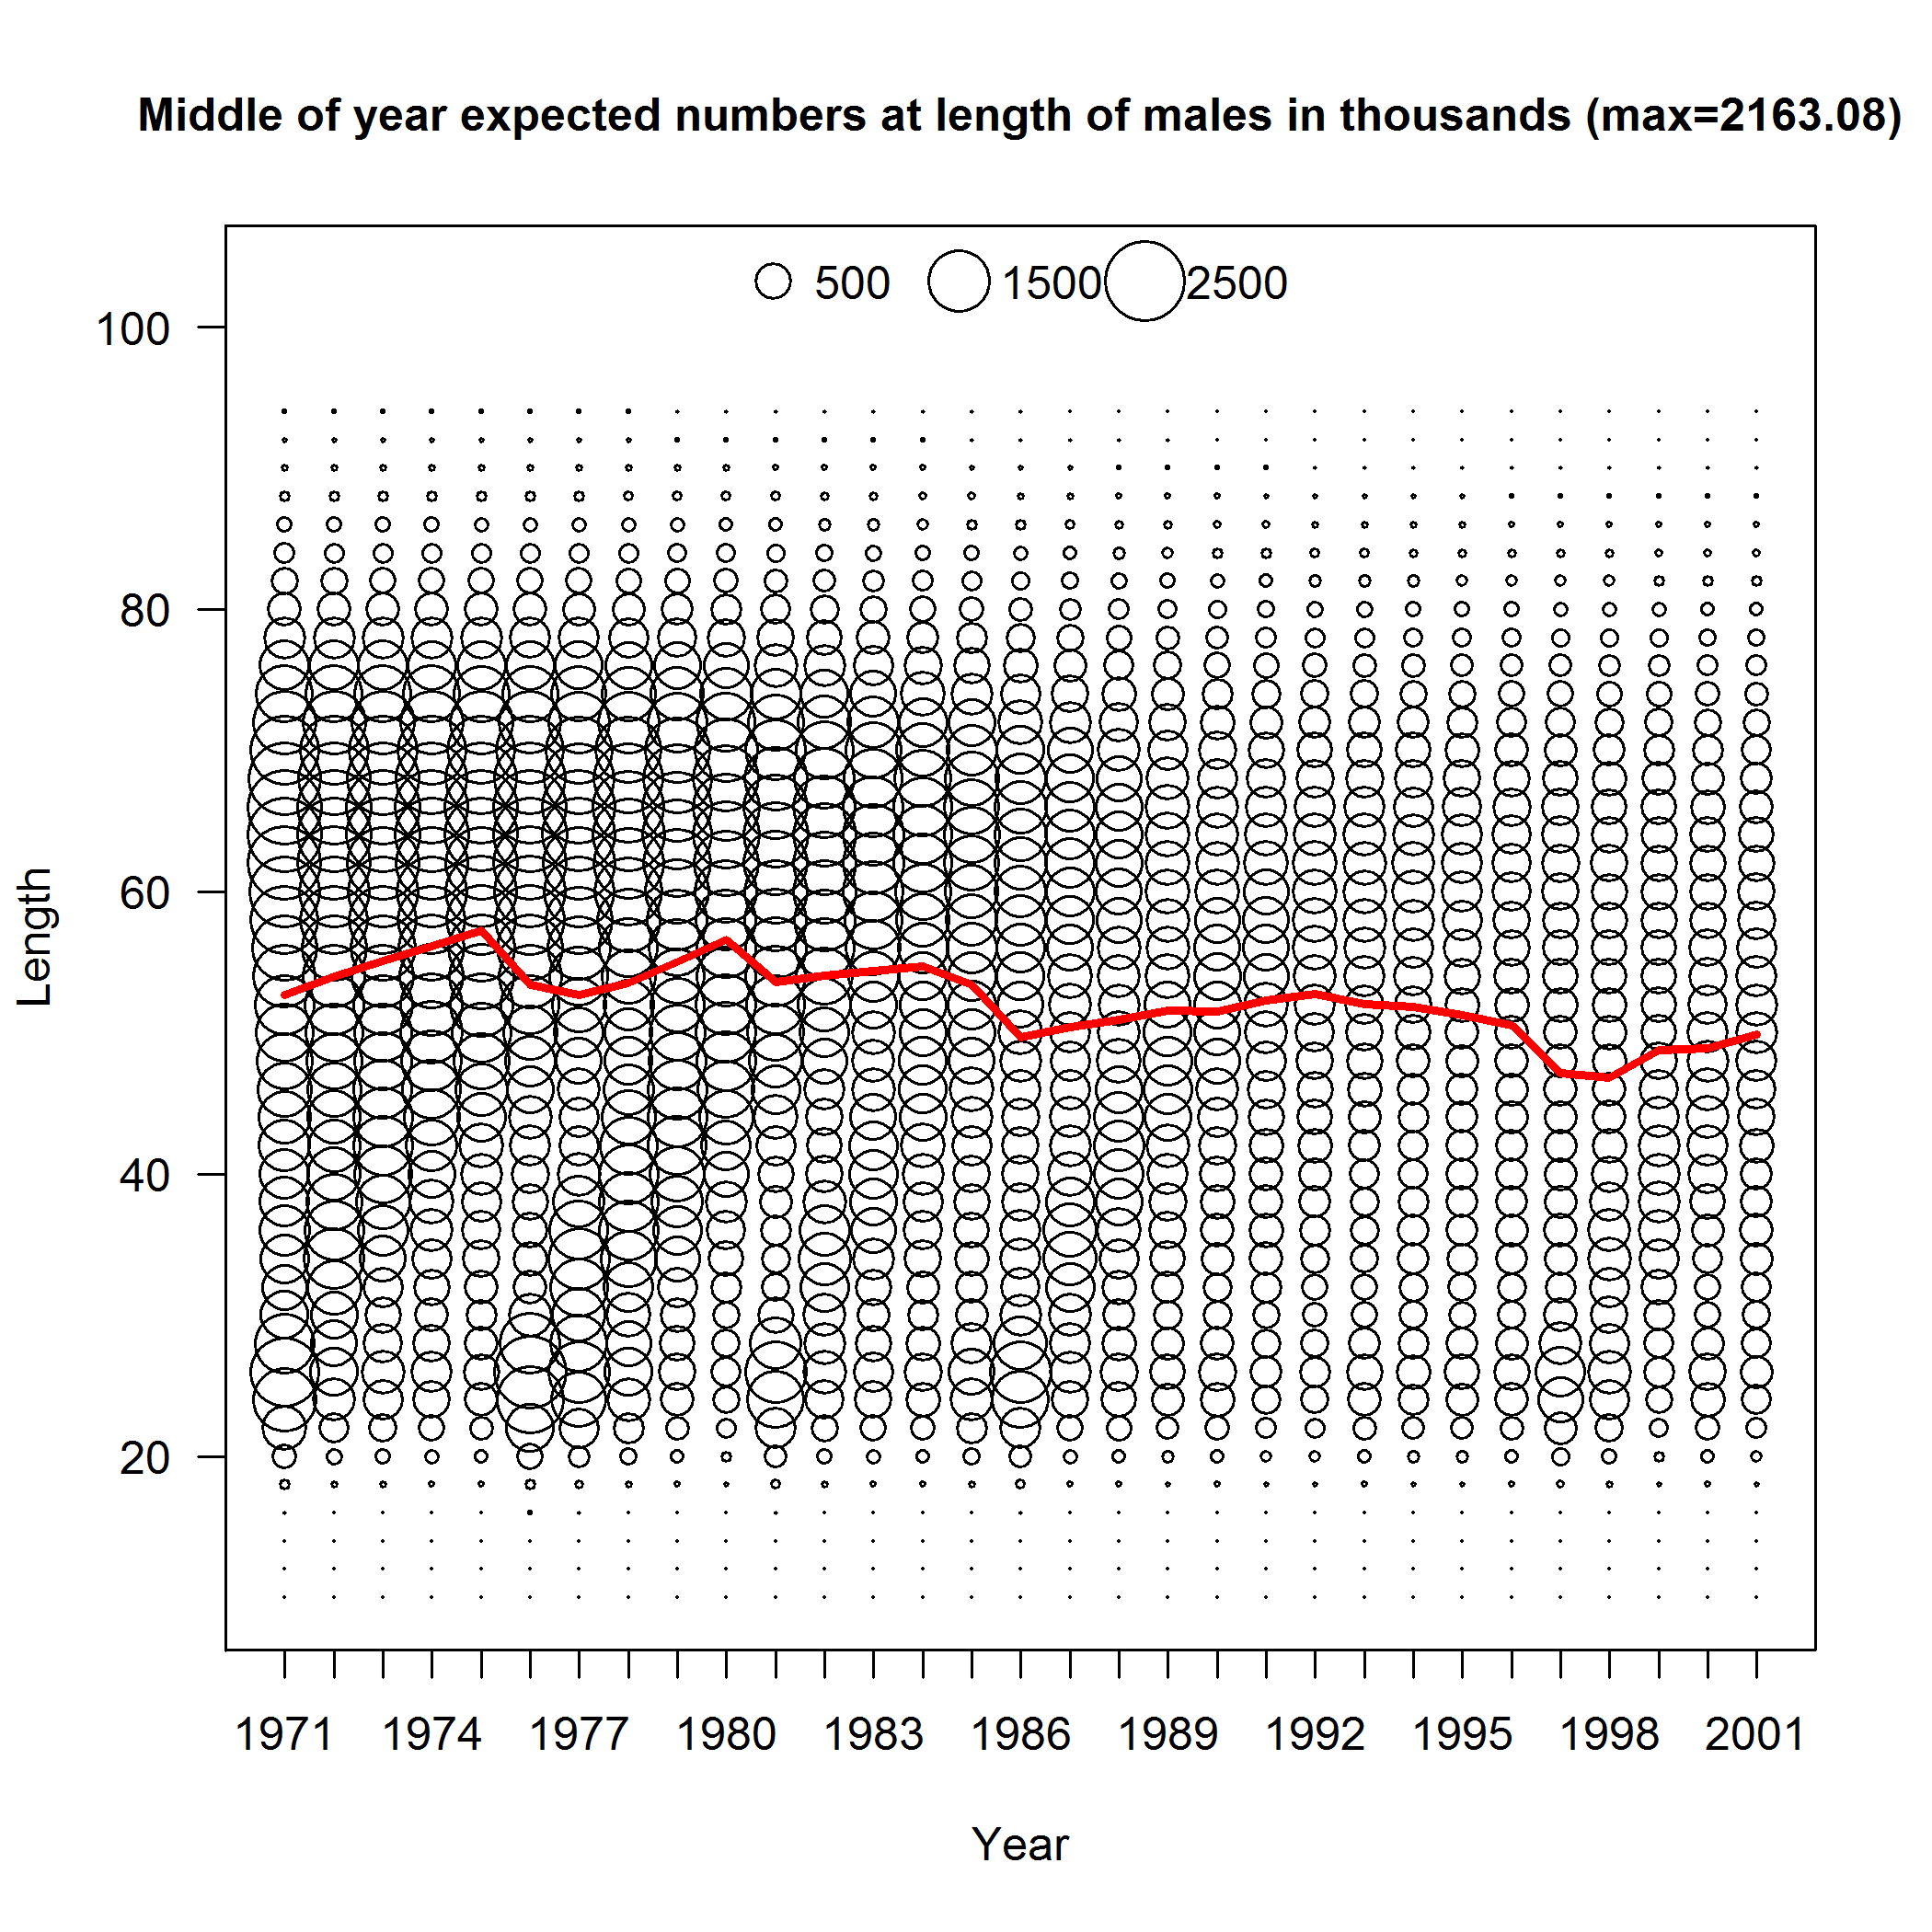 Middle of year expected numbers at length of males in thousands (max=2163.08)
500 1500 2500
100
80
60
40
20
Length
1971 1974 1977 1980 1983 1986 1989 1992 1995 1998 2001
Year